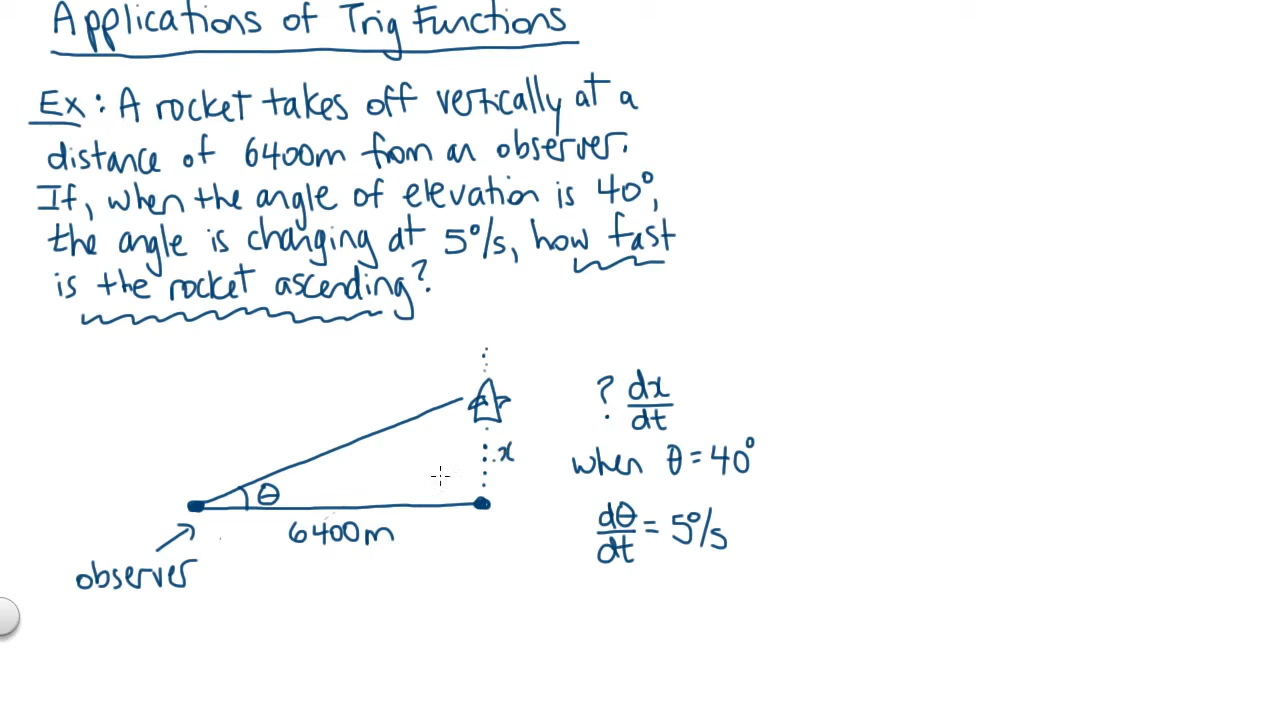 Applications of Trig Functions
Ex: A rocket takes off vertically at a
distance of 6400m from an observer.
If, when the angle of elevation is 40°,
the angle is changing at 5°/s, how fast
is the rocket ascending?
? dx/dt
x
when θ = 40°
θ
6400m
dθ/dt = 5°/s
observer